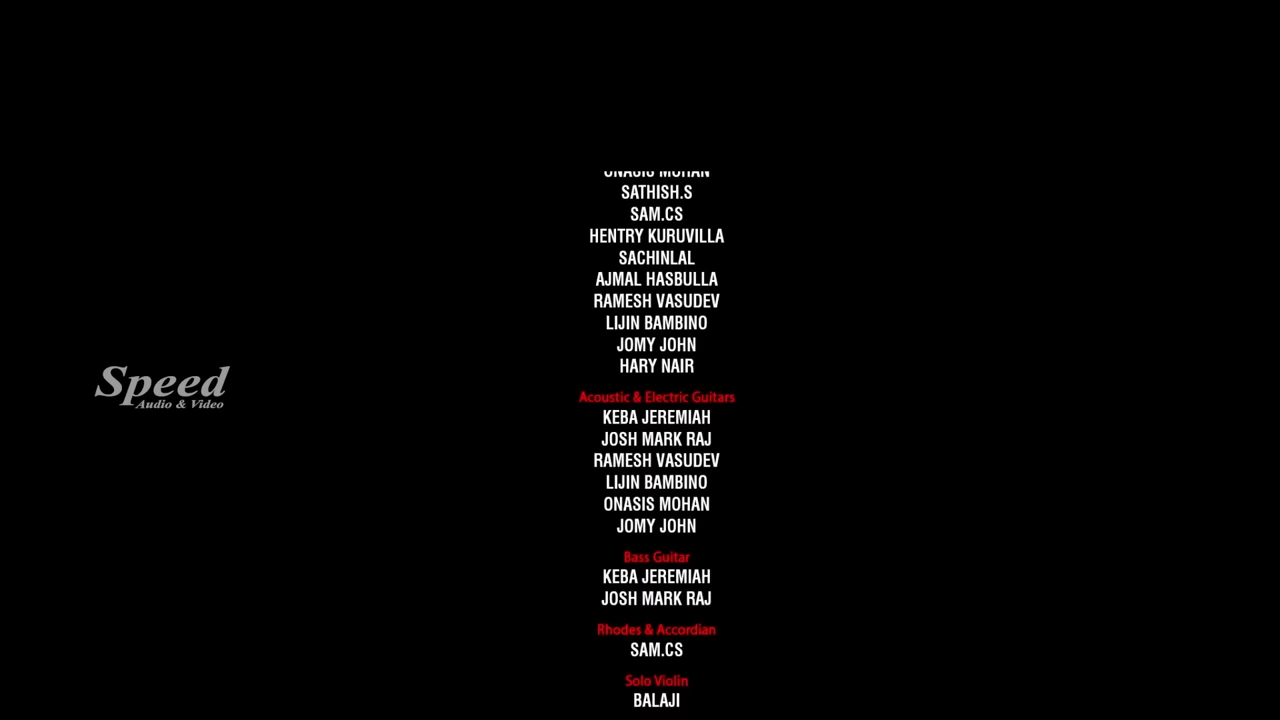 ONASIS MOHAN
SATHISH.S
SAM.CS
HENTRY KURUVILLA
SACHINLAL
AJMAL HASBULLA
RAMESH VASUDEV
LIJIN BAMBINO
JOMY JOHN
HARY NAIR
Speed
Audio & Video
Acoustic & Electric Guitars
KEBA JEREMIAH
JOSH MARK RAJ
RAMESH VASUDEV
LIJIN BAMBINO
ONASIS MOHAN
JOMY JOHN
Bass Guitar
KEBA JEREMIAH
JOSH MARK RAJ
Rhodes & Accordian
SAM.CS
Solo Violin
BALAJI